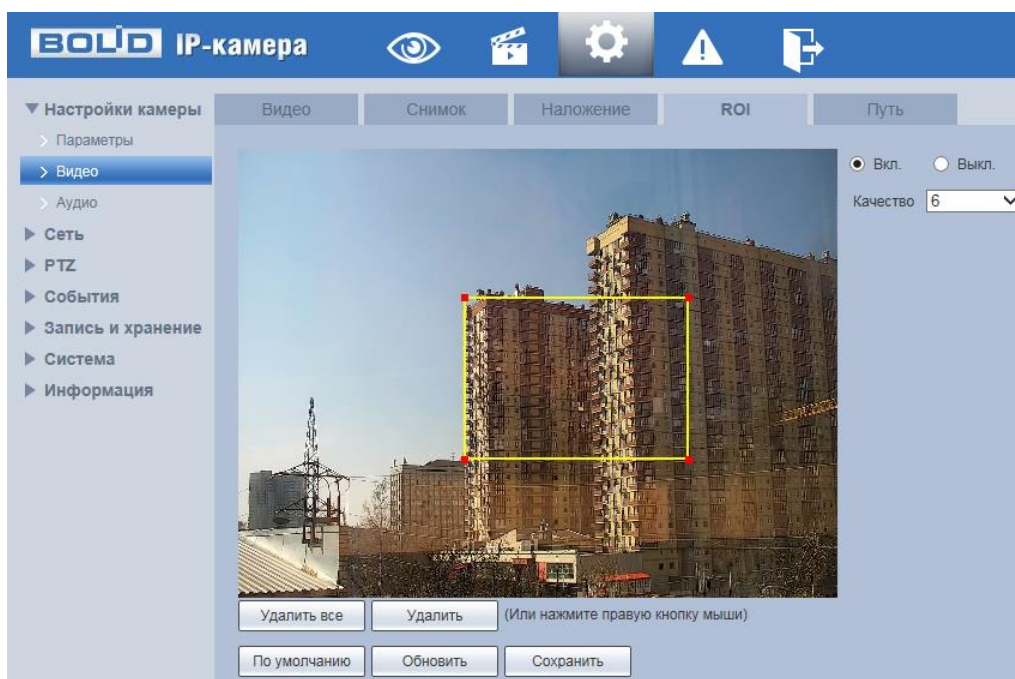 BOLID IP-камера
Настройки камеры
Параметры
Видео
Аудио
Сеть
PTZ
События
Запись и хранение
Система
Информация
Видео Снимок Наложение ROI Путь
Вкл. Выкл.
Качество 6
Удалить все Удалить (Или нажмите правую кнопку мыши)
По умолчанию Обновить Сохранить